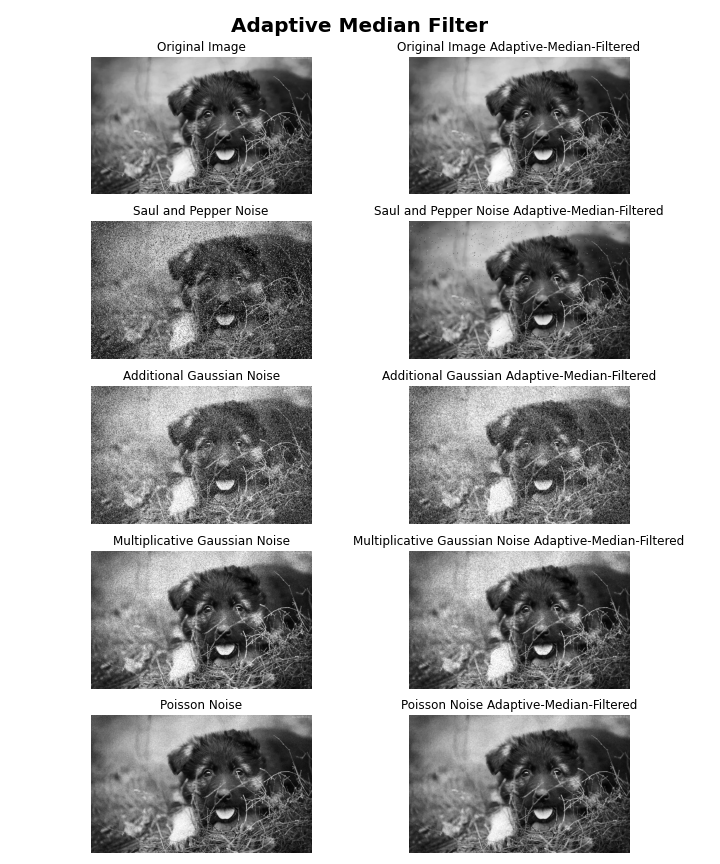 Adaptive Median Filter
Original Image
Original Image Adaptive-Median-Filtered
Saul and Pepper Noise
Saul and Pepper Noise Adaptive-Median-Filtered
Additional Gaussian Noise
Additional Gaussian Adaptive-Median-Filtered
Multiplicative Gaussian Noise
Multiplicative Gaussian Noise Adaptive-Median-Filtered
Poisson Noise
Poisson Noise Adaptive-Median-Filtered